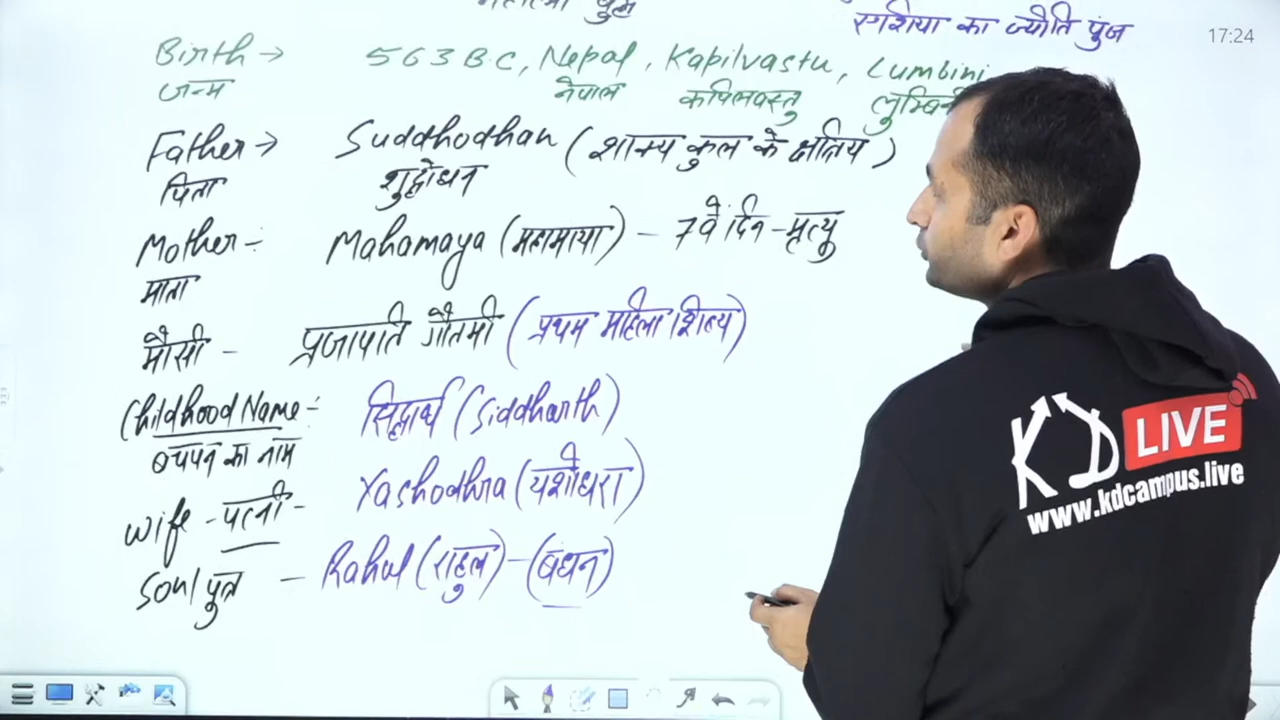 महात्मा बुद्ध
एशिया का ज्योति पुंज
17:24
Birth → 563 B.C, Nepal, Kapilvastu, Lumbini
जन्म नेपाल कपिलवस्तु लुम्बिनी
Father → Suddhodhan (शाक्य कुल के क्षत्रिय)
पिता शुद्धोधन
Mother :- Mahamaya (महामाया) - 7वें दिन - मृत्यु
माता
मौसी - प्रजापति गौतमी (प्रथम महिला शिष्य)
Childhood Name :- सिद्धार्थ (Siddharth)
बचपन का नाम
Wife - पत्नी - Yashodhra (यशोधरा)
Son/पुत्र - Rahul (राहुल) - (बंधन)
KD LIVE
www.kdcampus.live